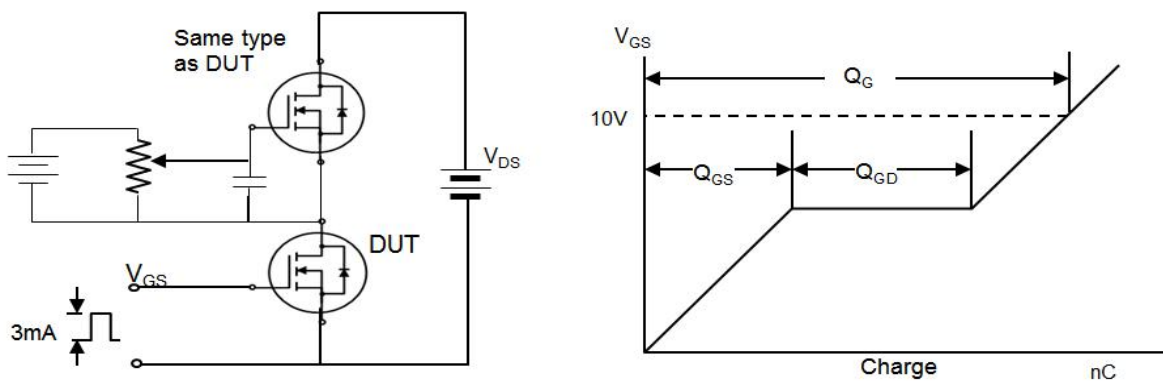 Same type
as DUT
V_DS
DUT
V_GS
3mA
V_GS
Q_G
10V
Q_GS
Q_GD
Charge
nC